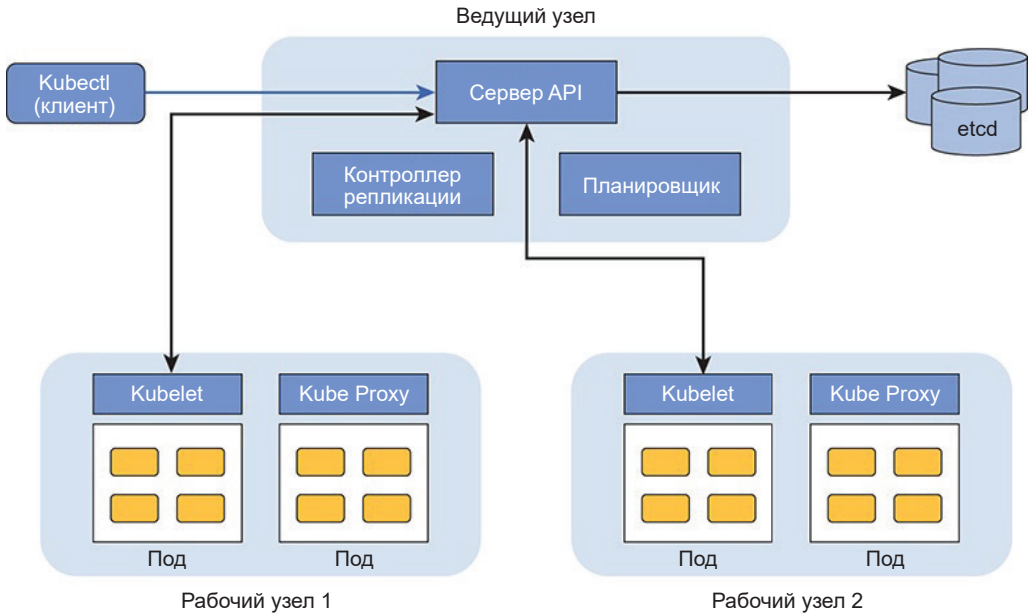 Ведущий узел
Kubectl
(клиент)
Сервер API
etcd
Контроллер
репликации
Планировщик
Kubelet
Kube Proxy
Kubelet
Kube Proxy
Под
Под
Под
Под
Рабочий узел 1
Рабочий узел 2